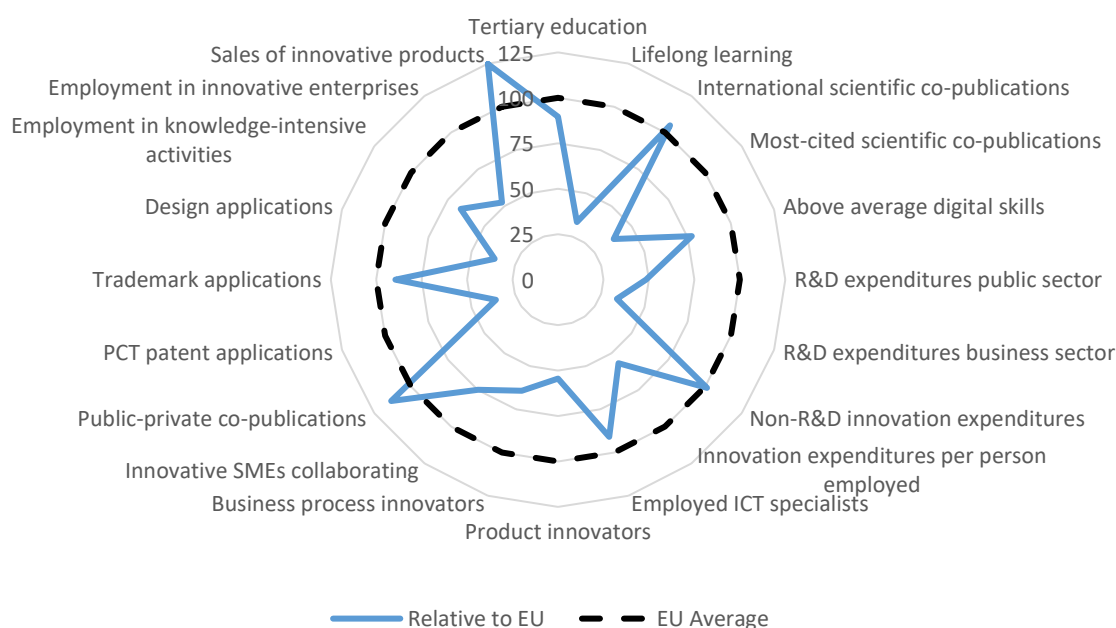 Tertiary education
Sales of innovative products
125
Lifelong learning
Employment in innovative enterprises
100
International scientific co-publications
Employment in knowledge-intensive
activities
75
Most-cited scientific co-publications
Design applications
50
Above average digital skills
25
Trademark applications
0
R&D expenditures public sector
PCT patent applications
R&D expenditures business sector
Public-private co-publications
Non-R&D innovation expenditures
Innovative SMEs collaborating
Innovation expenditures per person
employed
Business process innovators
Employed ICT specialists
Product innovators
Relative to EU
EU Average